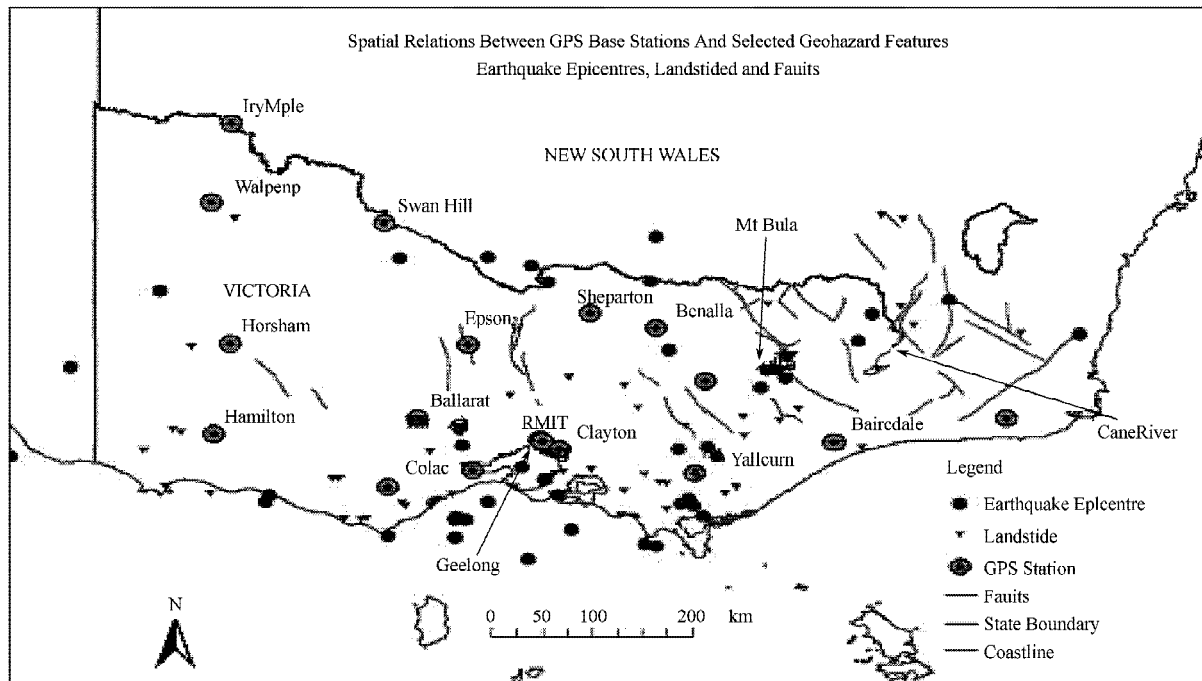 Spatial Relations Between GPS Base Stations And Selected Geohazard Features
Earthquake Epicentres, Landstided and Fauits
IryMple
NEW SOUTH WALES
Walpenp
Swan Hill
Mt Bula
VICTORIA
Sheparton
Benalla
Horsham
Epson
Ballarat
Hamilton
RMIT
Clayton
Bairedale
CaneRiver
Colac
Yallcurn
Legend
Earthquake Eplcentre
Landstide
Geelong
GPS Station
N
0 50 100 200 km
Fauits
State Boundary
Coastline